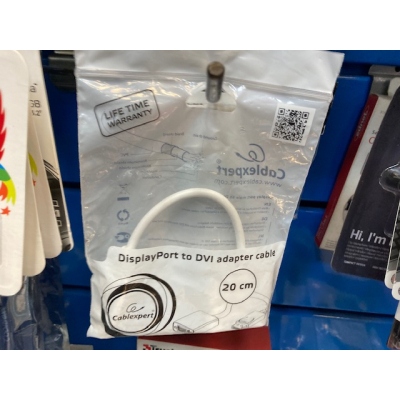 LIFE TIME
WARRANTY
Cablexpert
DisplayPort to DVI adapter cable
20 cm
Cablexpert
Hi, I'm